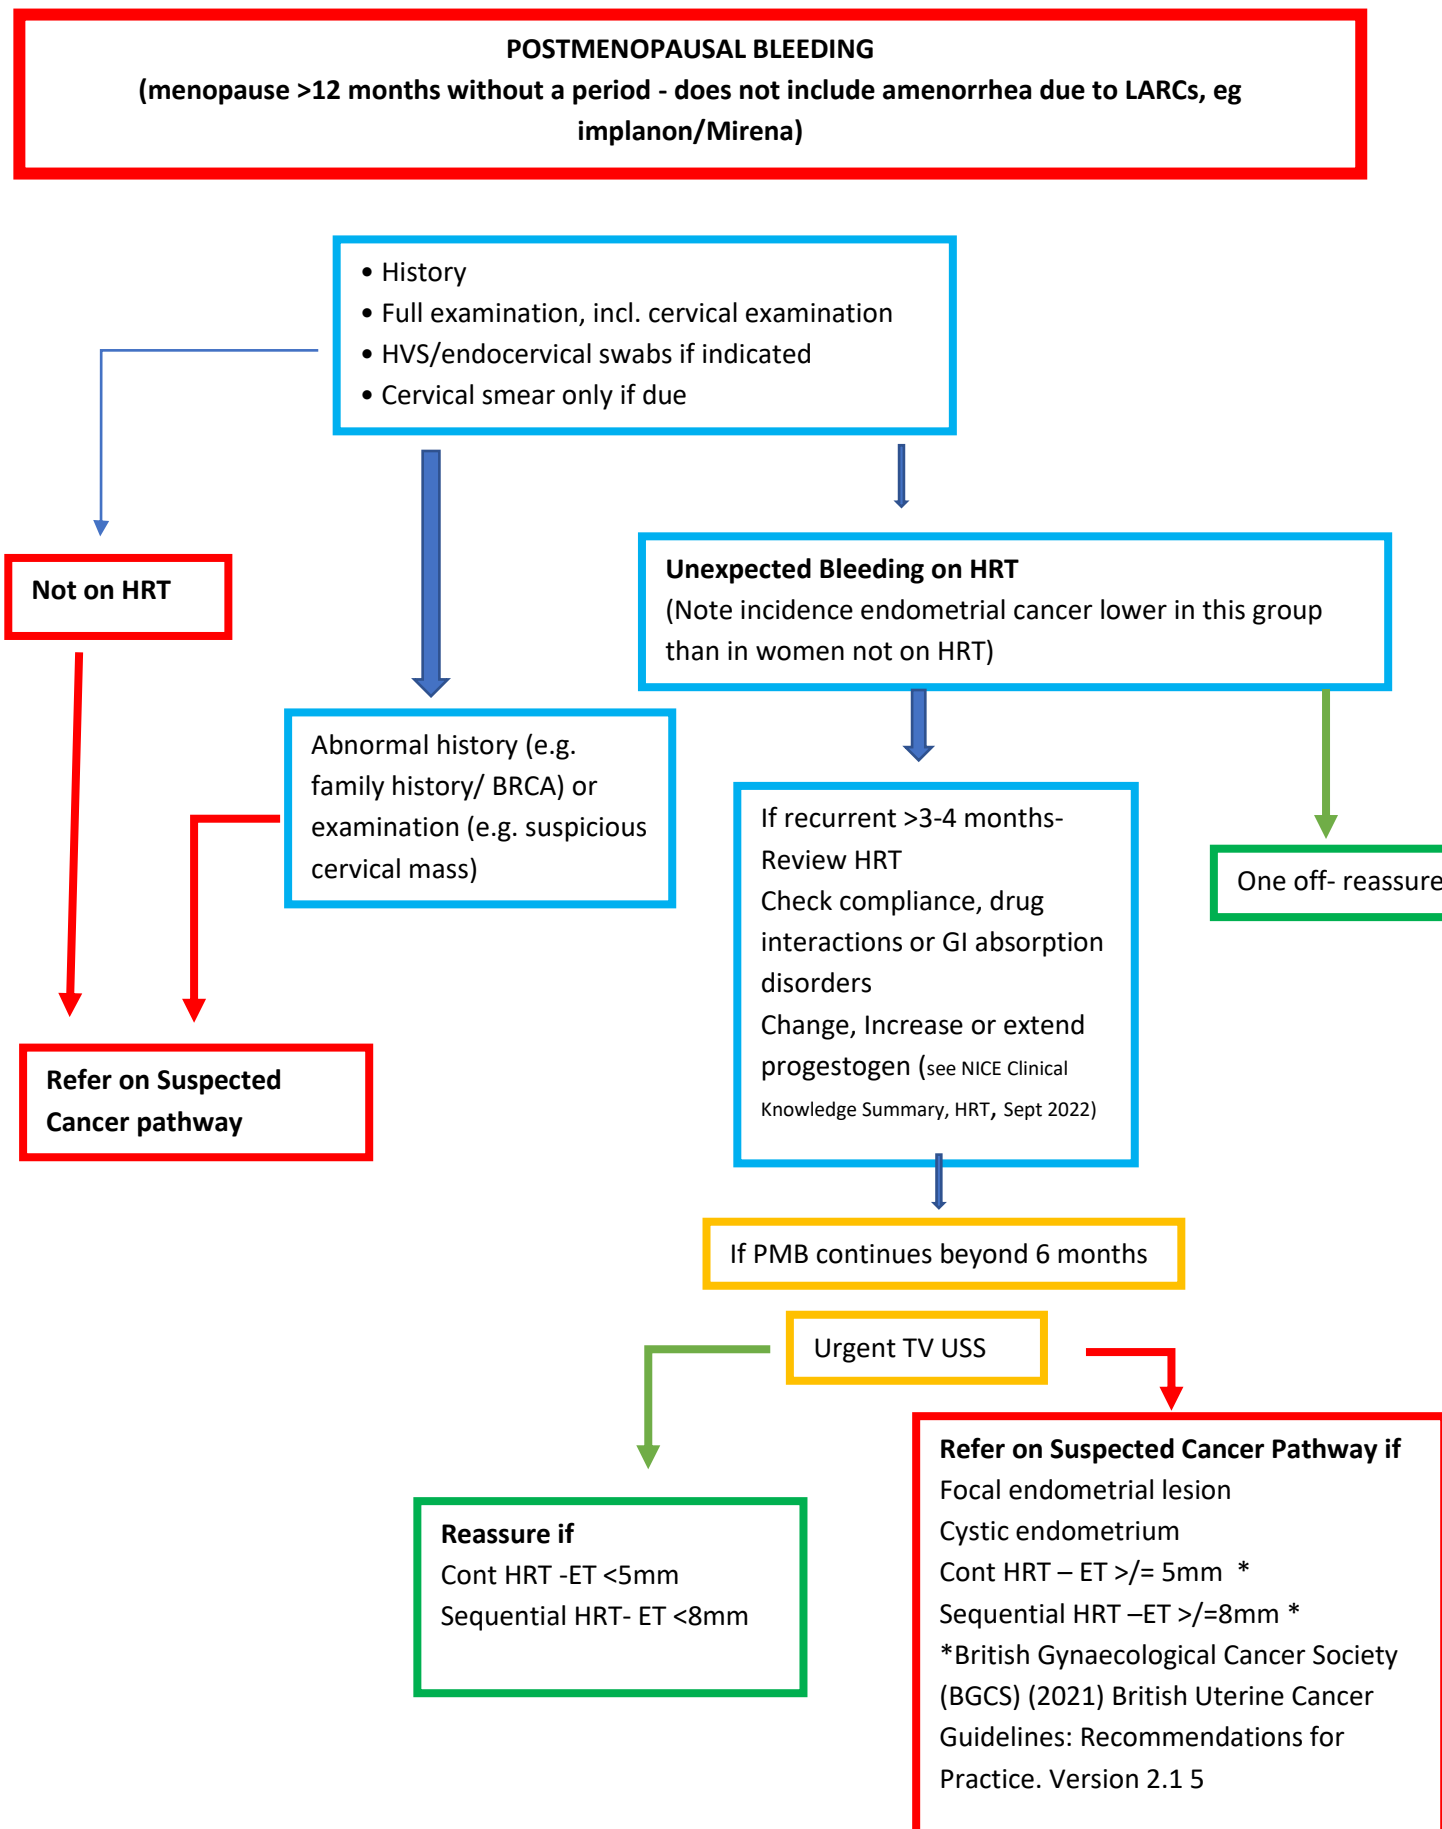 POSTMENOPAUSAL BLEEDING
(menopause >12 months without a period - does not include amenorrhea due to LARCs, eg
implanon/Mirena)
• History
• Full examination, incl. cervical examination
• HVS/endocervical swabs if indicated
• Cervical smear only if due
Not on HRT
Unexpected Bleeding on HRT
(Note incidence endometrial cancer lower in this group
than in women not on HRT)
Abnormal history (e.g.
family history/ BRCA) or
examination (e.g. suspicious
cervical mass)
If recurrent >3-4 months-
Review HRT
Check compliance, drug
interactions or GI absorption
disorders
Change, Increase or extend
progestogen (see NICE Clinical
Knowledge Summary, HRT, Sept 2022)
One off- reassure
Refer on Suspected
Cancer pathway
If PMB continues beyond 6 months
Urgent TV USS
Reassure if
Cont HRT -ET <5mm
Sequential HRT- ET <8mm
Refer on Suspected Cancer Pathway if
Focal endometrial lesion
Cystic endometrium
Cont HRT – ET >/= 5mm *
Sequential HRT –ET >/=8mm *
*British Gynaecological Cancer Society
(BGCS) (2021) British Uterine Cancer
Guidelines: Recommendations for
Practice. Version 2.1 5